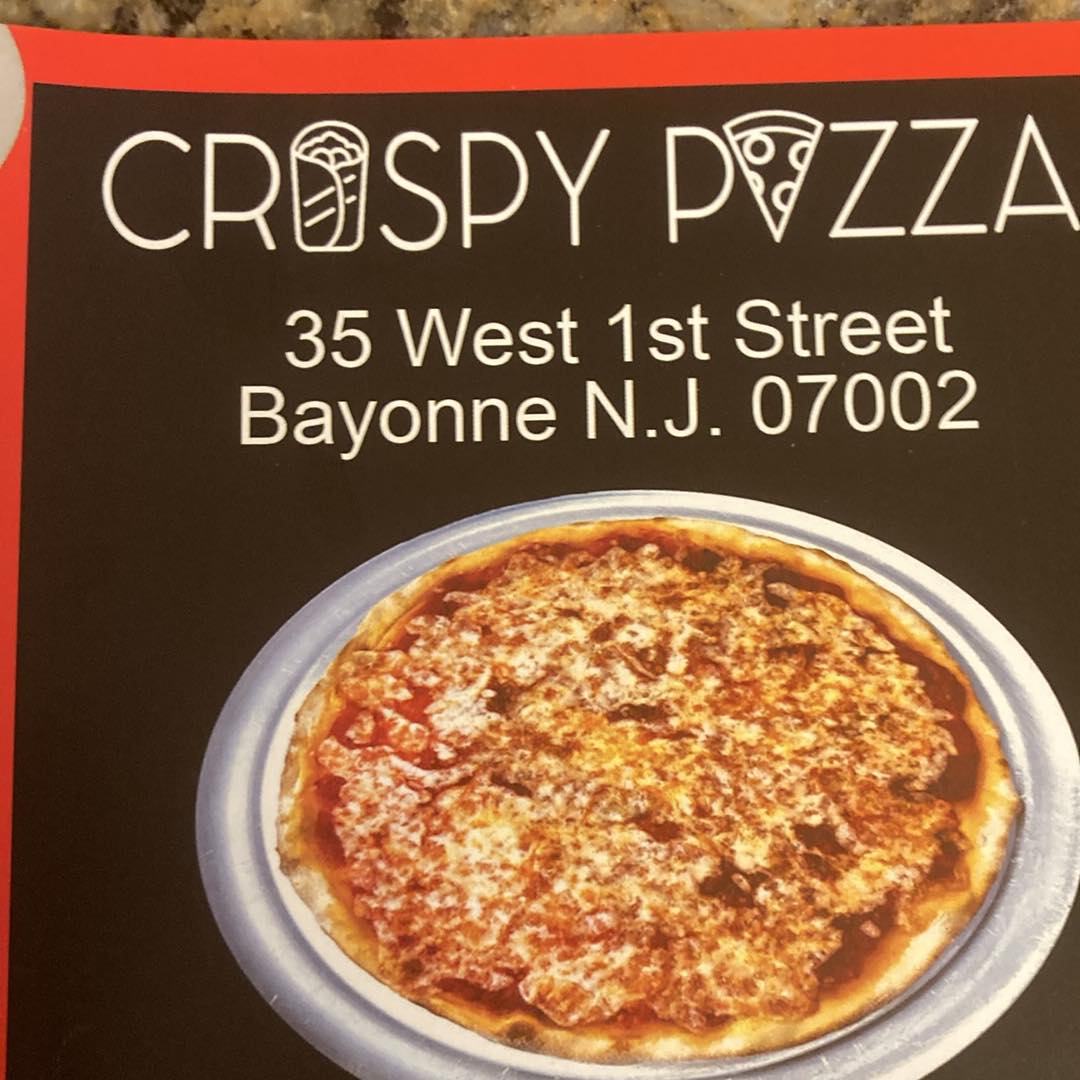 CRISPY PIZZA
35 West 1st Street
Bayonne N.J. 07002